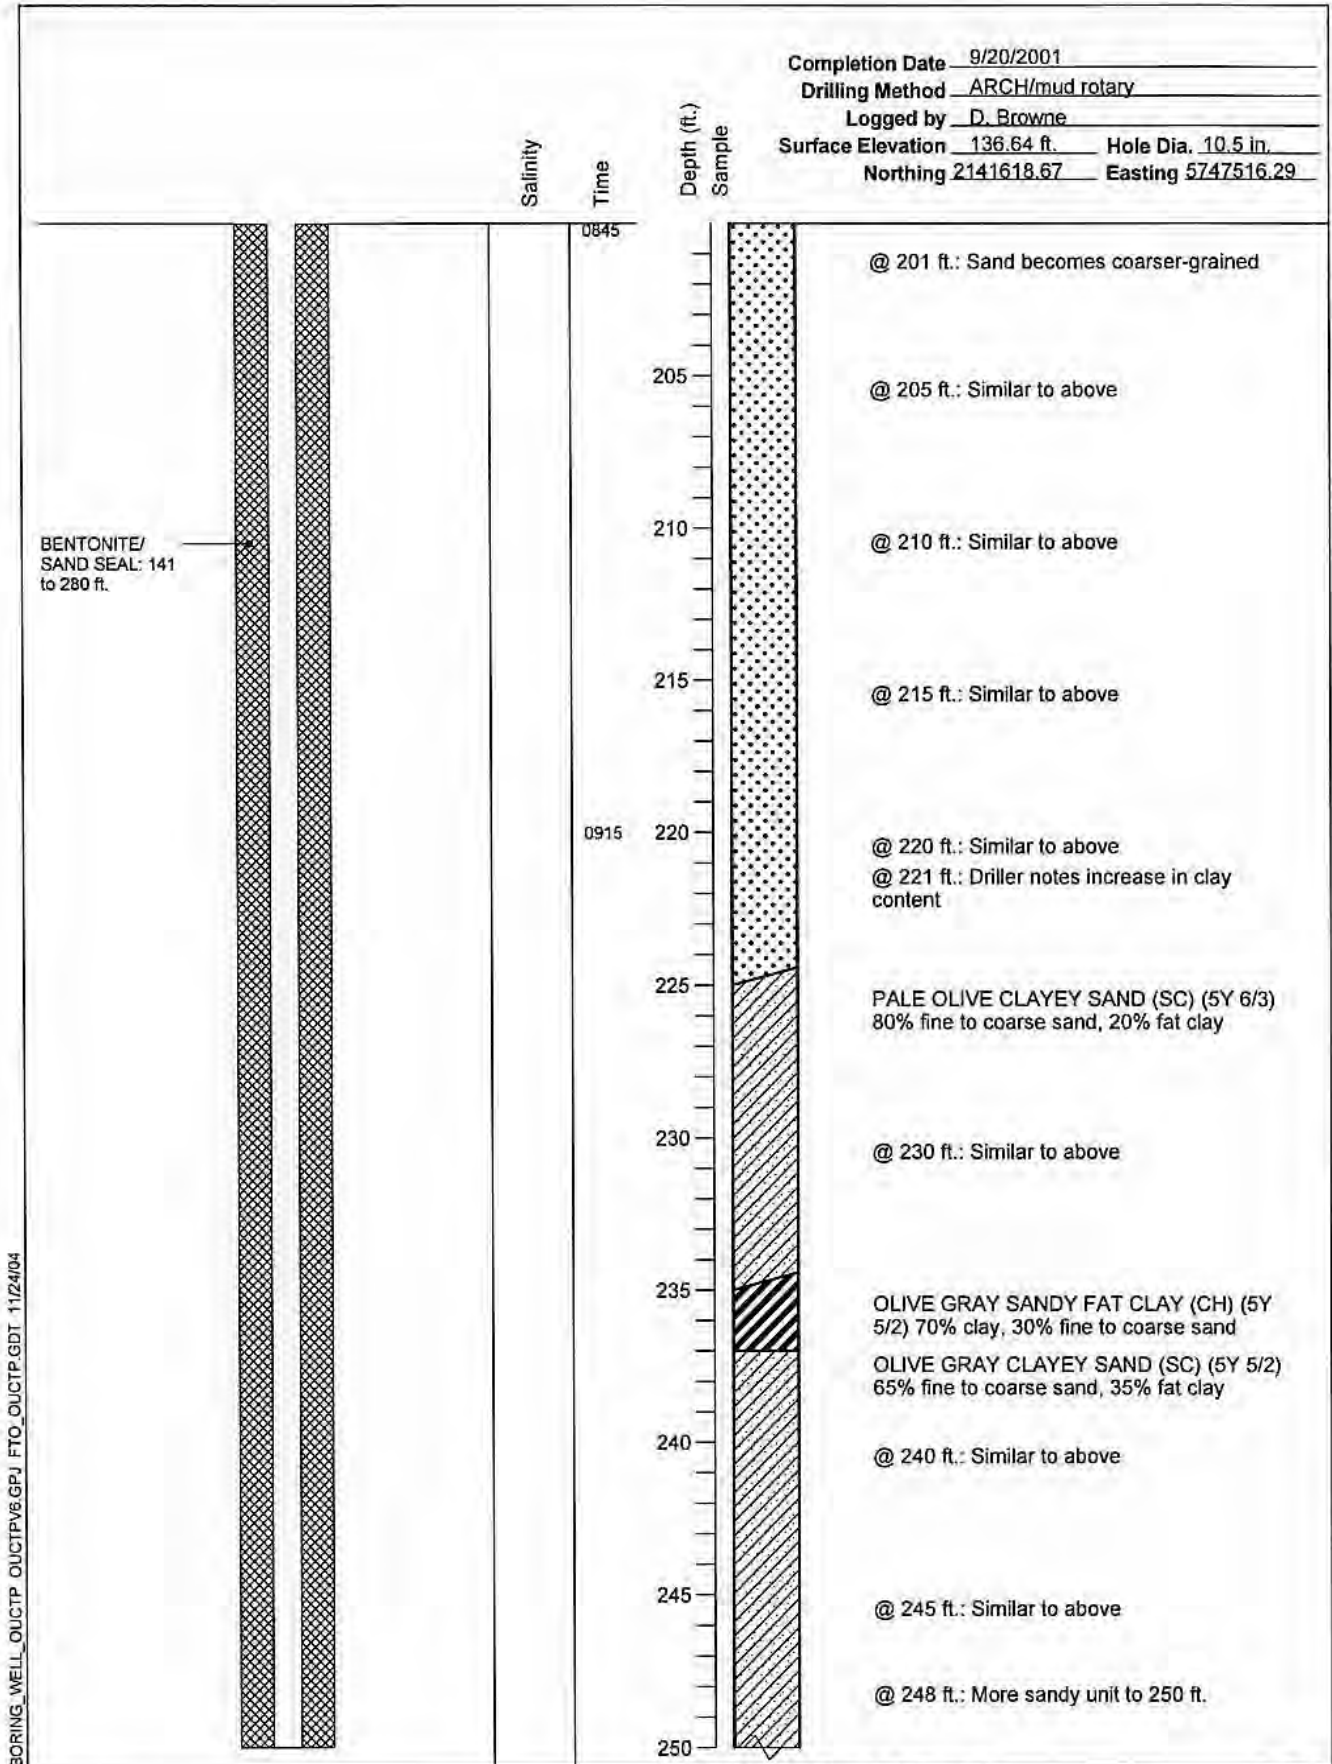 Completion Date 9/20/2001
Drilling Method ARCH/mud rotary
Logged by D. Browne
Surface Elevation 136.64 ft. Hole Dia. 10.5 in.
Northing 2141618.67 Easting 5747516.29
Salinity
Time
Depth (ft.)
Sample
0845
@ 201 ft.: Sand becomes coarser-grained
205
@ 205 ft.: Similar to above
210
@ 210 ft.: Similar to above
BENTONITE/
SAND SEAL: 141
to 280 ft.
215
@ 215 ft.: Similar to above
0915
220
@ 220 ft.: Similar to above
@ 221 ft.: Driller notes increase in clay
content
225
PALE OLIVE CLAYEY SAND (SC) (5Y 6/3)
80% fine to coarse sand, 20% fat clay
230
@ 230 ft.: Similar to above
235
OLIVE GRAY SANDY FAT CLAY (CH) (5Y
5/2) 70% clay, 30% fine to coarse sand
OLIVE GRAY CLAYEY SAND (SC) (5Y 5/2)
65% fine to coarse sand, 35% fat clay
240
@ 240 ft.: Similar to above
245
@ 245 ft.: Similar to above
@ 248 ft.: More sandy unit to 250 ft.
250
BORING_WELL_OUCTP OUCTPV6.GPJ FTO_OUCTP.GDT 11/24/04